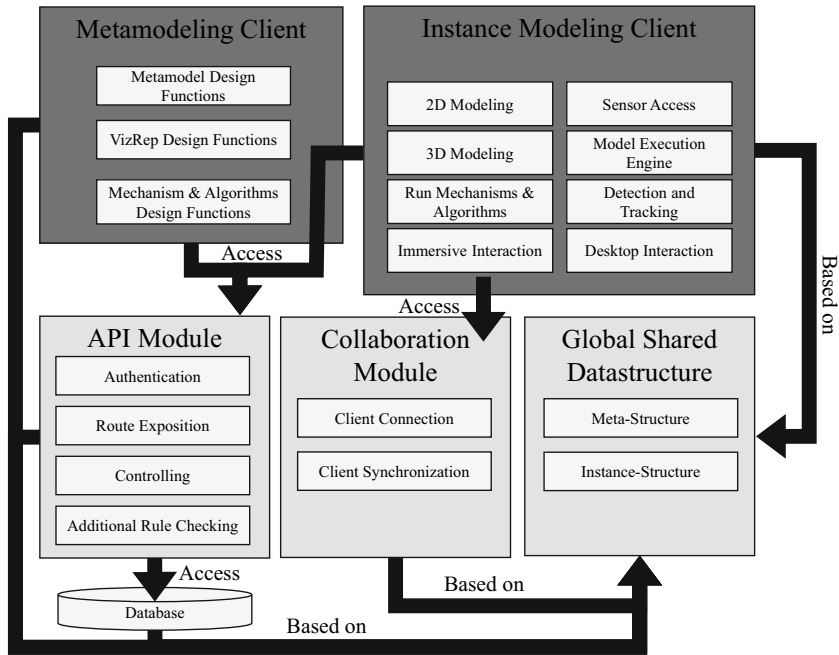 Metamodeling Client
Metamodel Design
Functions
VizRep Design Functions
Mechanism & Algorithms
Design Functions
Instance Modeling Client
2D Modeling
Sensor Access
3D Modeling
Model Execution
Engine
Run Mechanisms &
Algorithms
Detection and
Tracking
Immersive Interaction
Desktop Interaction
Access
Access
Based on
API Module
Authentication
Route Exposition
Controlling
Additional Rule Checking
Collaboration
Module
Client Connection
Client Synchronization
Global Shared
Datastructure
Meta-Structure
Instance-Structure
Access
Database
Based on
Based on